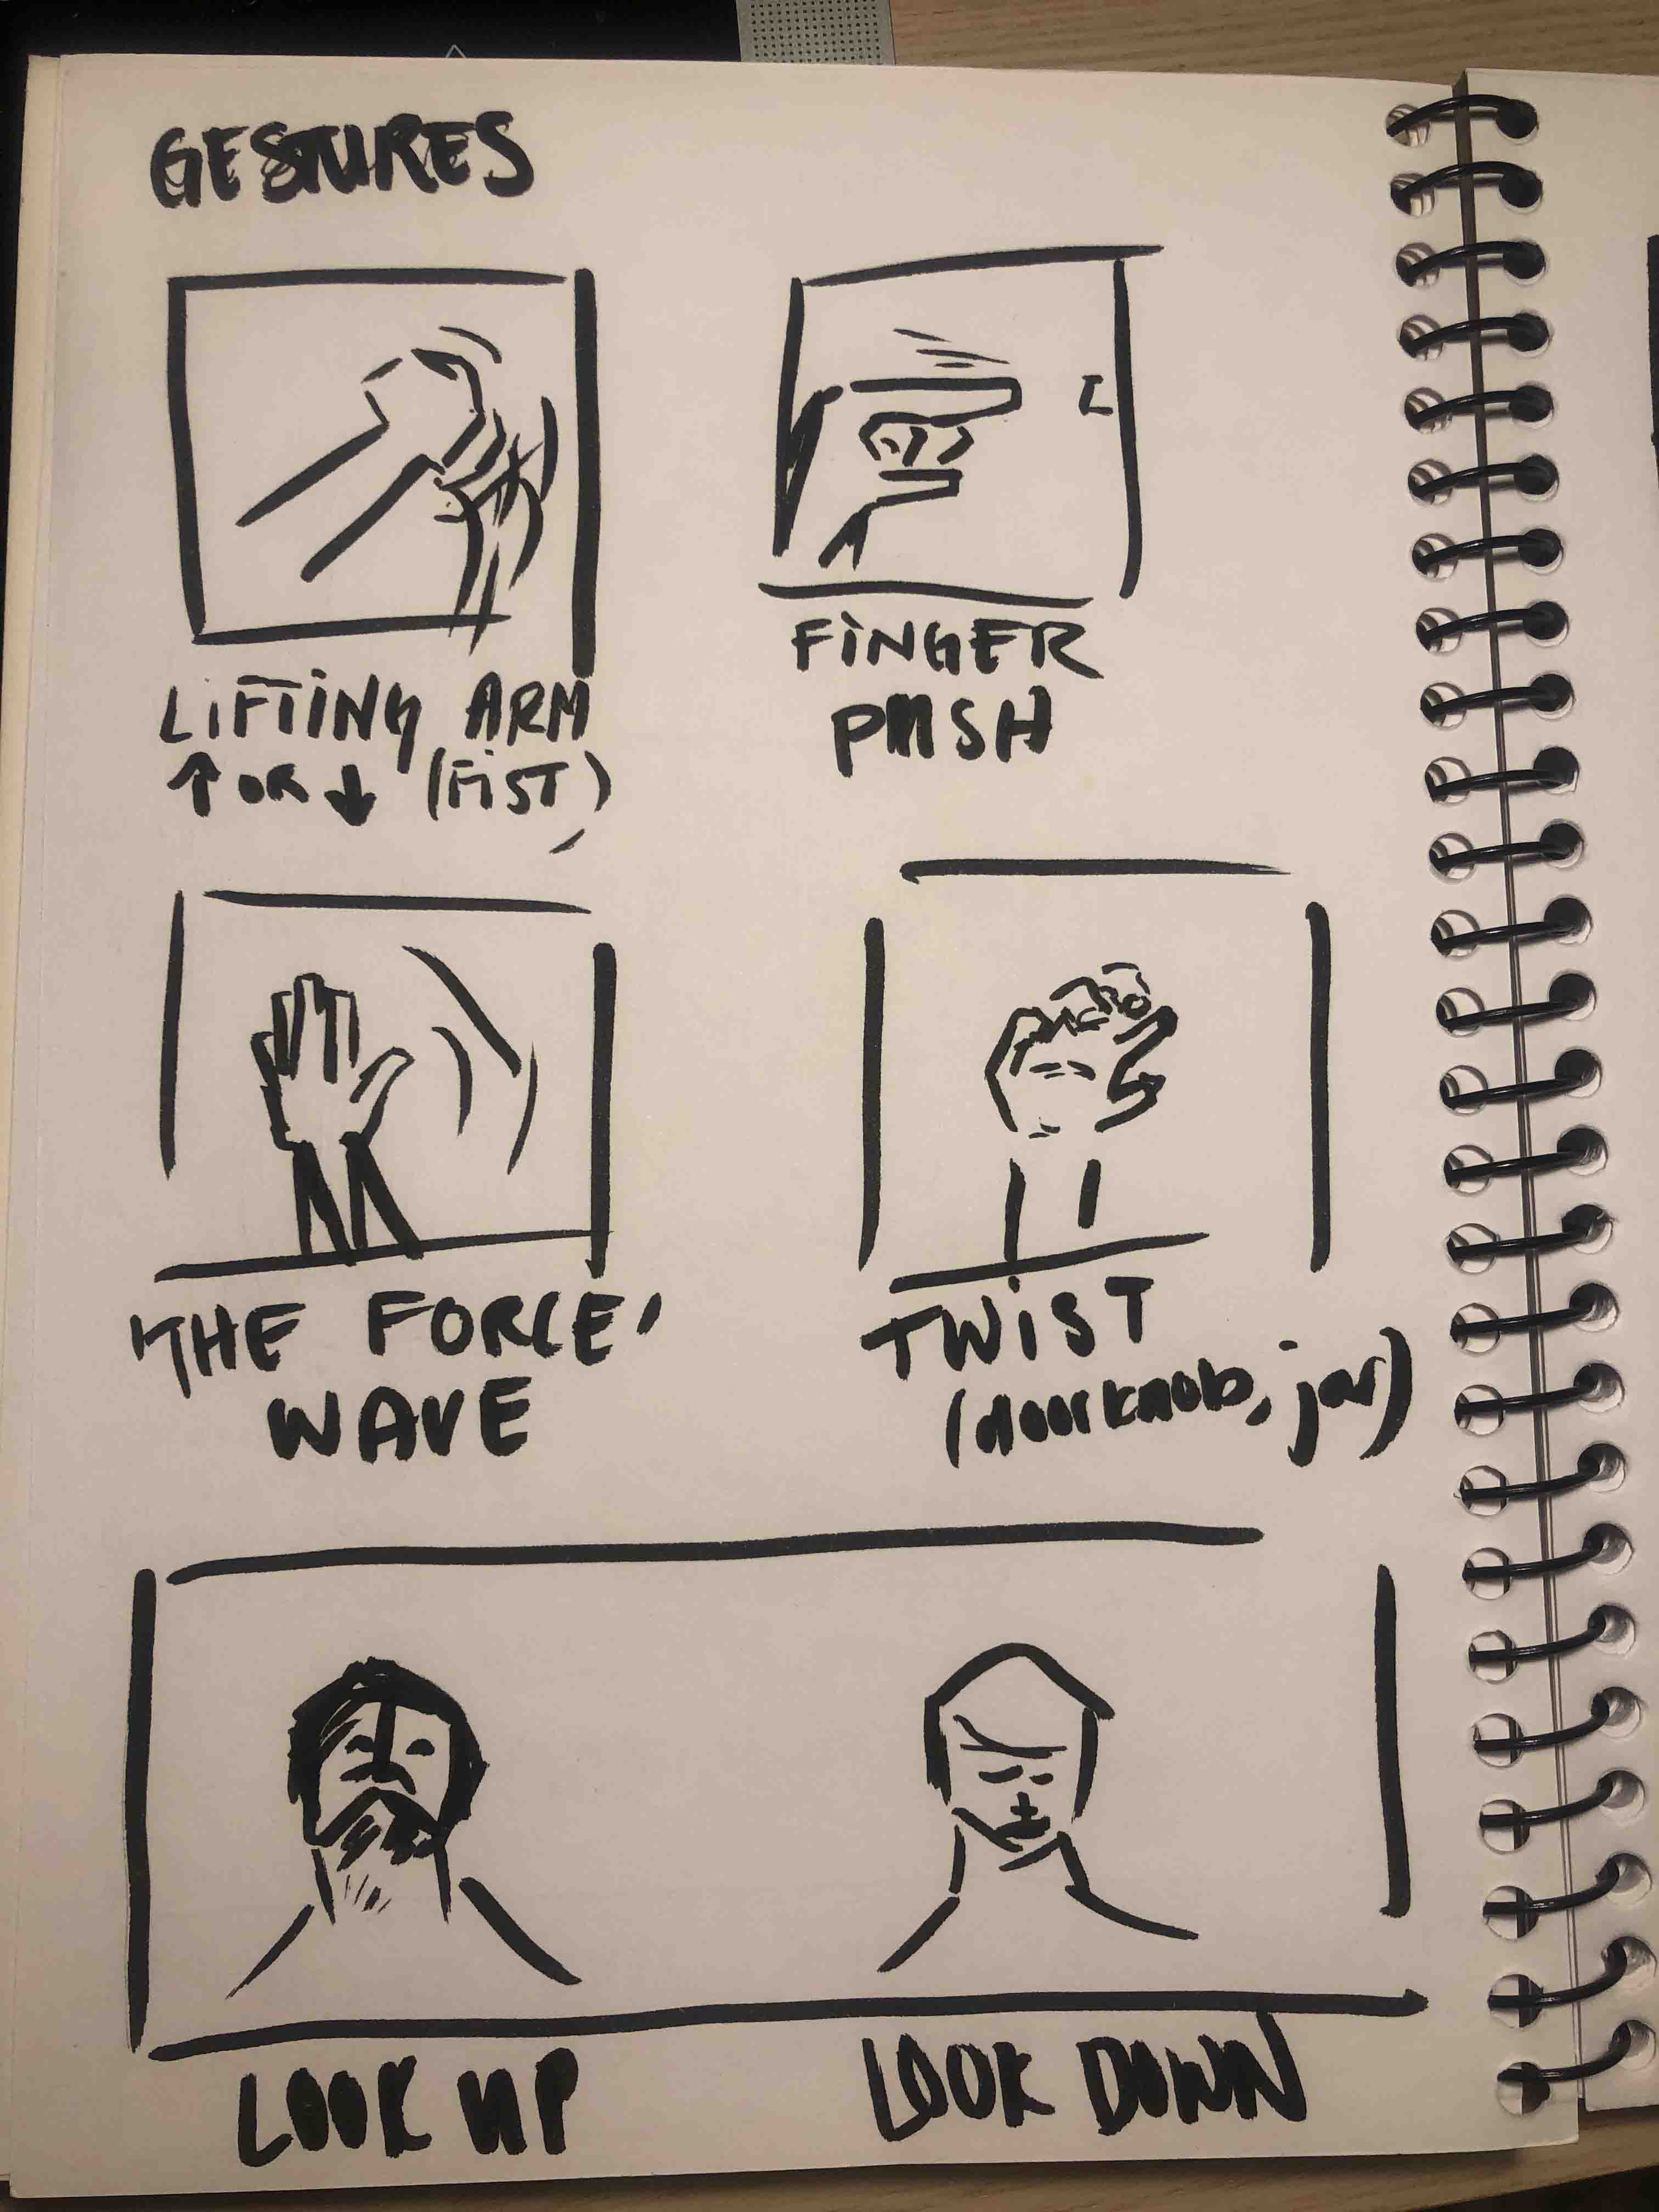 GESTURES
LiFTiNG ARM
↑ OR ↓ (FiST)
FiNGER
PUSH
'THE FORCE'
WAVE
TWiST
(doorknob, jar)
LOOK UP
LOOK DOWN